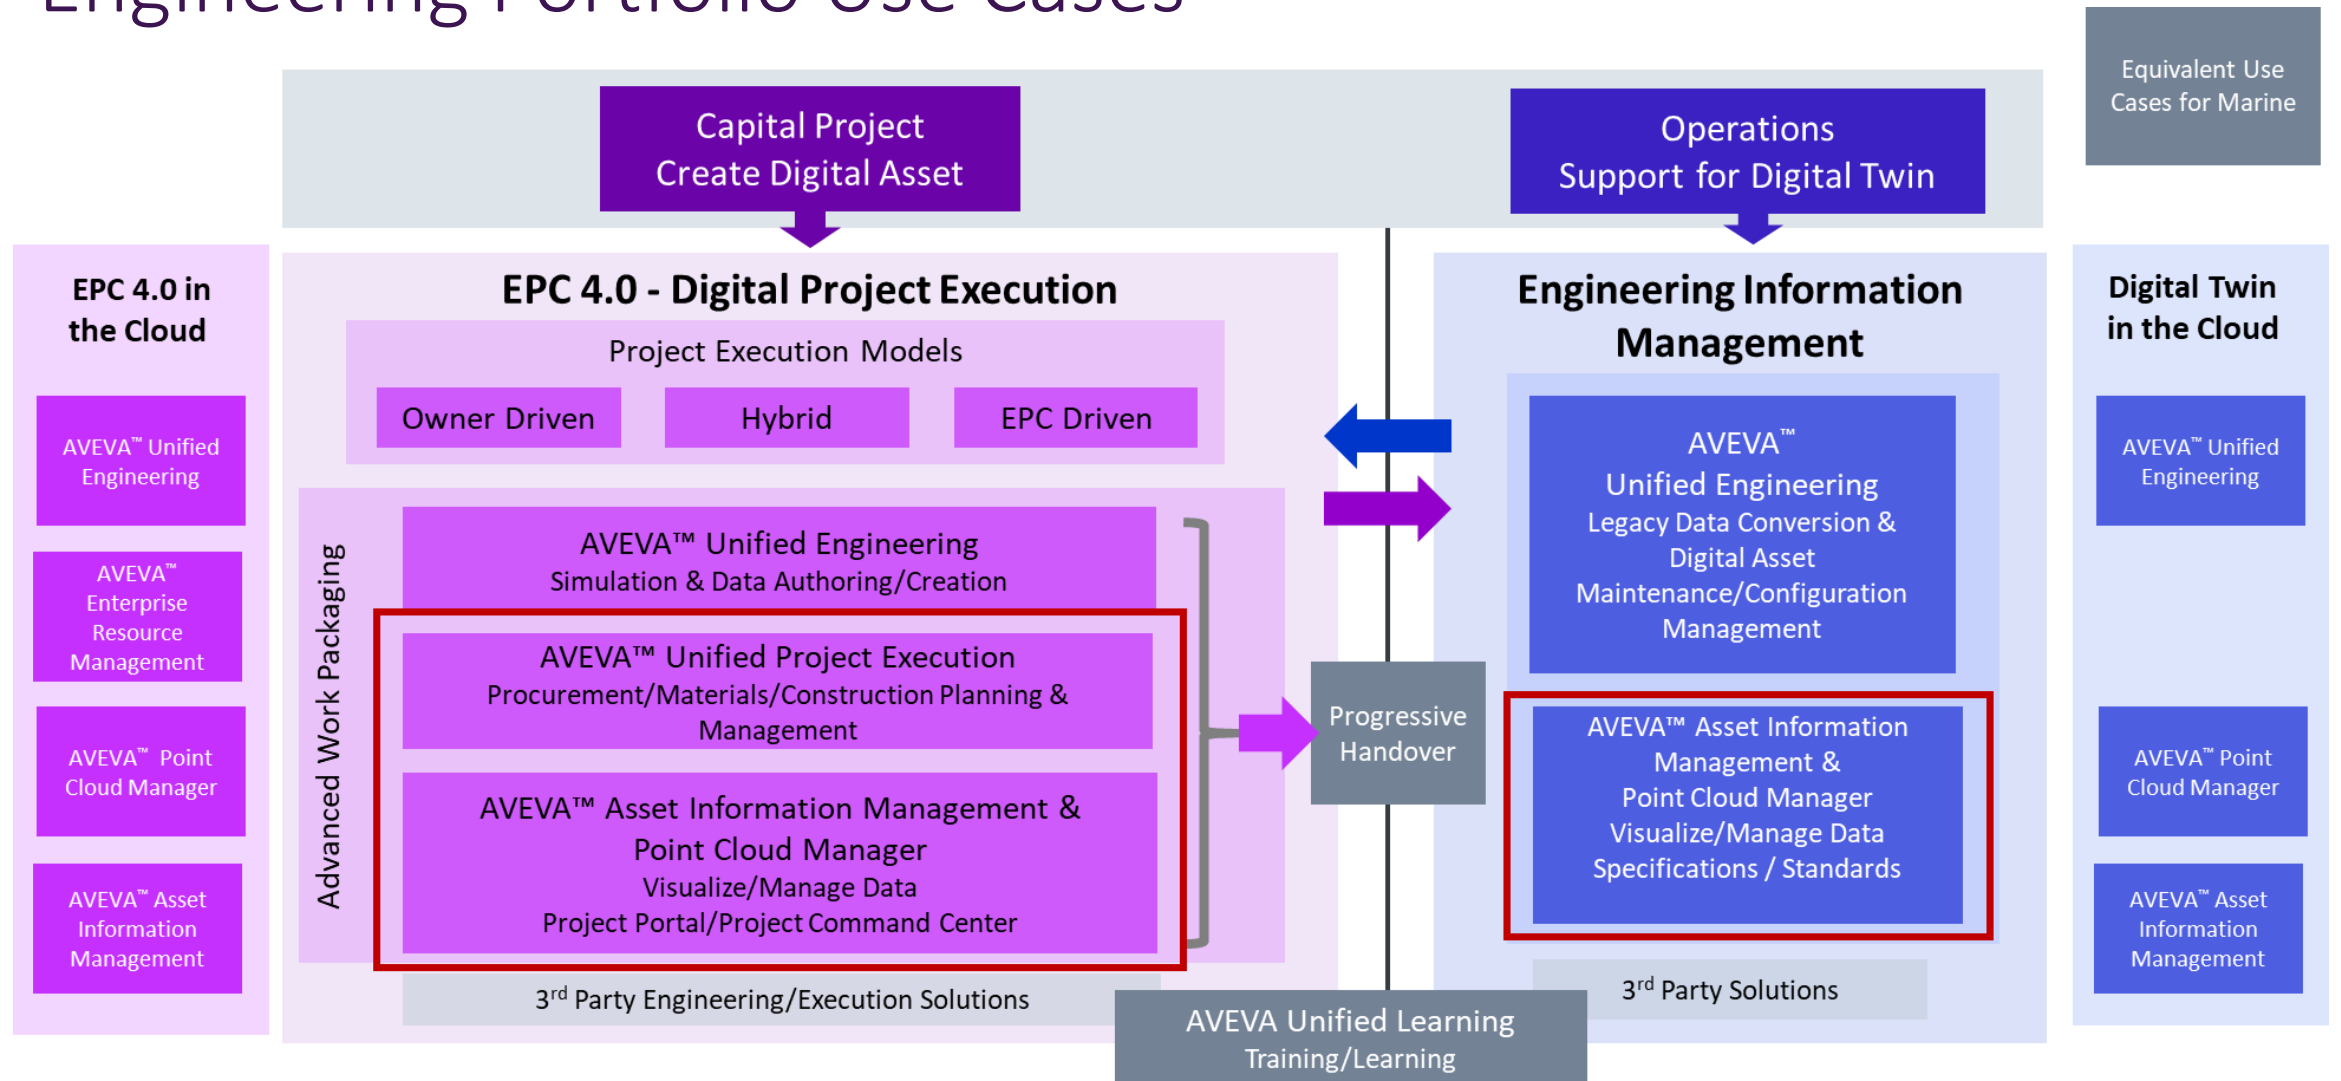 Engineering Portfolio Use Cases
Equivalent Use
Cases for Marine
Capital Project
Create Digital Asset
Operations
Support for Digital Twin
EPC 4.0 in
the Cloud
AVEVA™ Unified
Engineering
AVEVA™
Enterprise
Resource
Management
AVEVA™ Point
Cloud Manager
AVEVA™ Asset
Information
Management
EPC 4.0 - Digital Project Execution
Project Execution Models
Owner Driven
Hybrid
EPC Driven
Advanced Work Packaging
AVEVA™ Unified Engineering
Simulation & Data Authoring/Creation
AVEVA™ Unified Project Execution
Procurement/Materials/Construction Planning &
Management
AVEVA™ Asset Information Management &
Point Cloud Manager
Visualize/Manage Data
Project Portal/Project Command Center
3rd Party Engineering/Execution Solutions
Progressive
Handover
AVEVA Unified Learning
Training/Learning
Engineering Information
Management
AVEVA™
Unified Engineering
Legacy Data Conversion &
Digital Asset
Maintenance/Configuration
Management
AVEVA™ Asset Information
Management &
Point Cloud Manager
Visualize/Manage Data
Specifications / Standards
3rd Party Solutions
Digital Twin
in the Cloud
AVEVA™ Unified
Engineering
AVEVA™ Point
Cloud Manager
AVEVA™ Asset
Information
Management